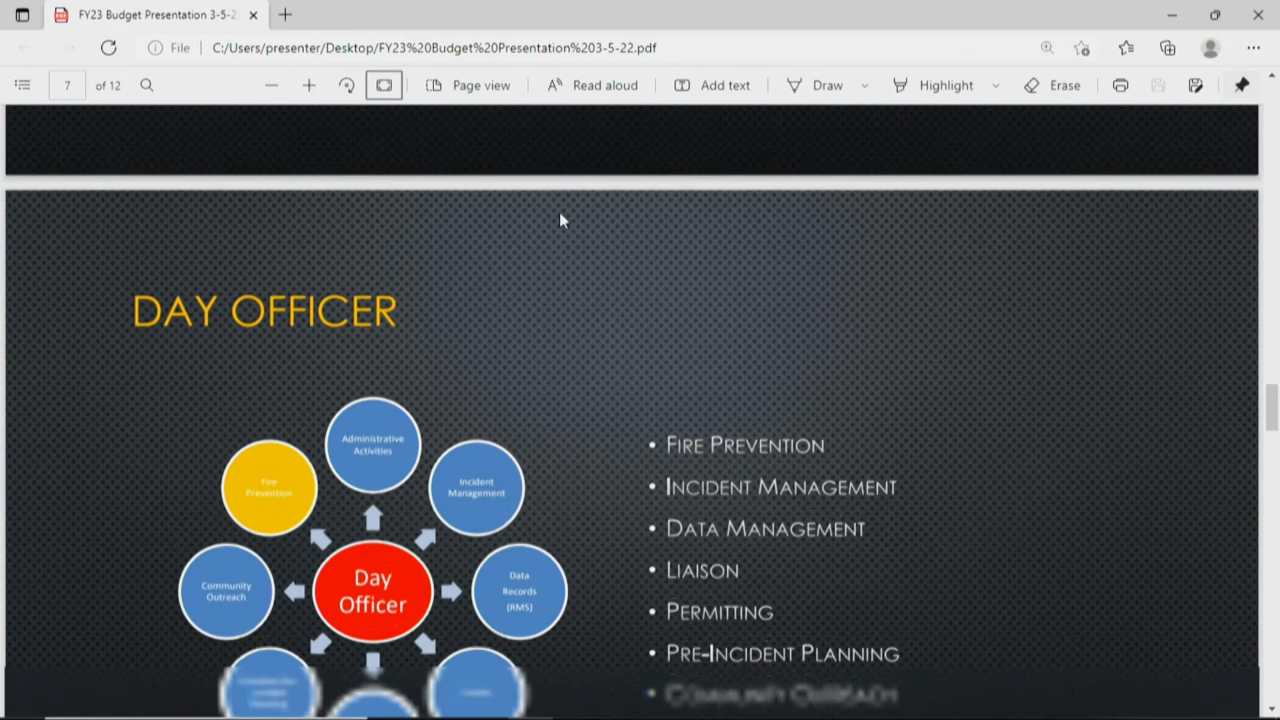 FY23 Budget Presentation 3-5-2
File
C:/Users/presenter/Desktop/FY23%20Budget%20Presentation%203-5-22.pdf
7 of 12
Page view
Read aloud
Add text
Draw
Highlight
Erase
DAY OFFICER
Administrative
Activities
Fire
Prevention
Incident
Management
Community
Outreach
Day
Officer
Data
Records
(RMS)
• FIRE PREVENTION
• INCIDENT MANAGEMENT
• DATA MANAGEMENT
• LIAISON
• PERMITTING
• PRE-INCIDENT PLANNING
• COMMUNITY OUTREACH